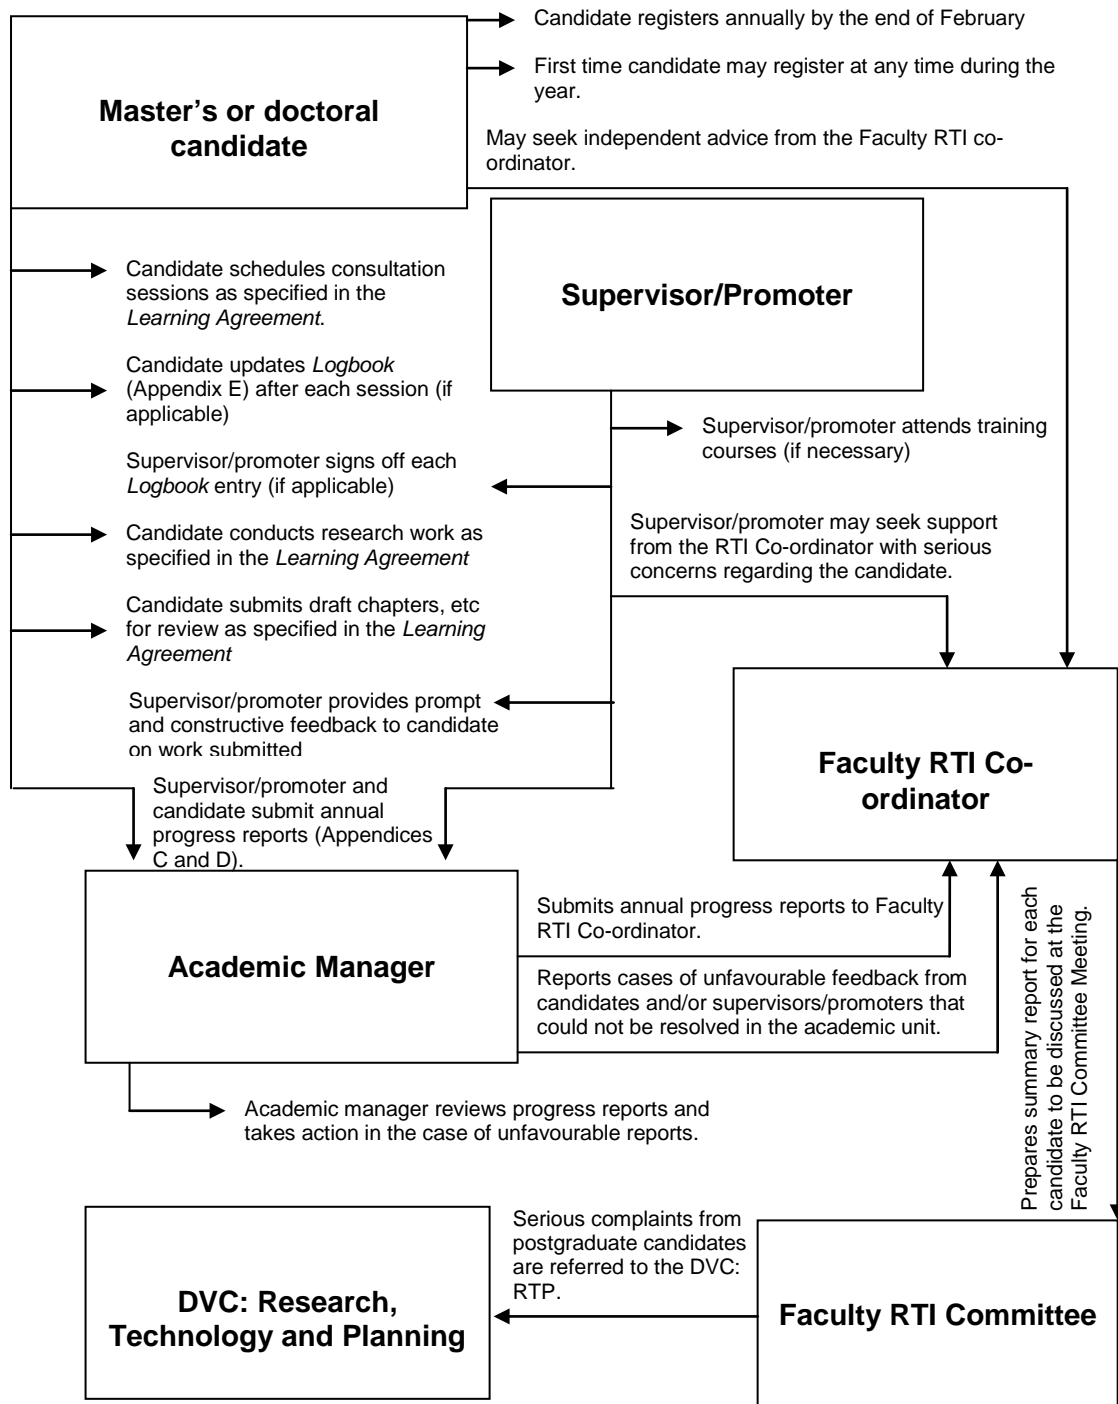 Candidate registers annually by the end of February
First time candidate may register at any time during the
year.
Master’s or doctoral
candidate
May seek independent advice from the Faculty RTI co-
ordinator.
Supervisor/Promoter
Candidate schedules consultation
sessions as specified in the
Learning Agreement.
Candidate updates Logbook
(Appendix E) after each session (if
applicable)
Supervisor/promoter attends training
courses (if necessary)
Supervisor/promoter signs off each
Logbook entry (if applicable)
Supervisor/promoter may seek support
from the RTI Co-ordinator with serious
concerns regarding the candidate.
Candidate conducts research work as
specified in the Learning Agreement
Candidate submits draft chapters, etc
for review as specified in the Learning
Agreement
Supervisor/promoter provides prompt
and constructive feedback to candidate
on work submitted
Faculty RTI Co-
ordinator
Supervisor/promoter and
candidate submit annual
progress reports (Appendices
C and D).
Academic Manager
Submits annual progress reports to Faculty
RTI Co-ordinator.
Reports cases of unfavourable feedback from
candidates and/or supervisors/promoters that
could not be resolved in the academic unit.
Prepares summary report for each
candidate to be discussed at the
Faculty RTI Committee Meeting.
Academic manager reviews progress reports and
takes action in the case of unfavourable reports.
Serious complaints from
postgraduate candidates
are referred to the DVC:
RTP.
DVC: Research,
Technology and Planning
Faculty RTI Committee